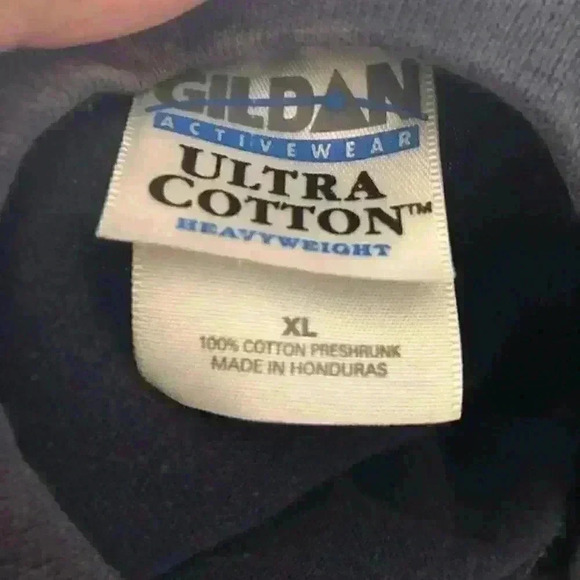 GILDAN
ACTIVEWEAR
ULTRA
COTTON™
HEAVYWEIGHT
XL
100% COTTON PRESHRUNK
MADE IN HONDURAS